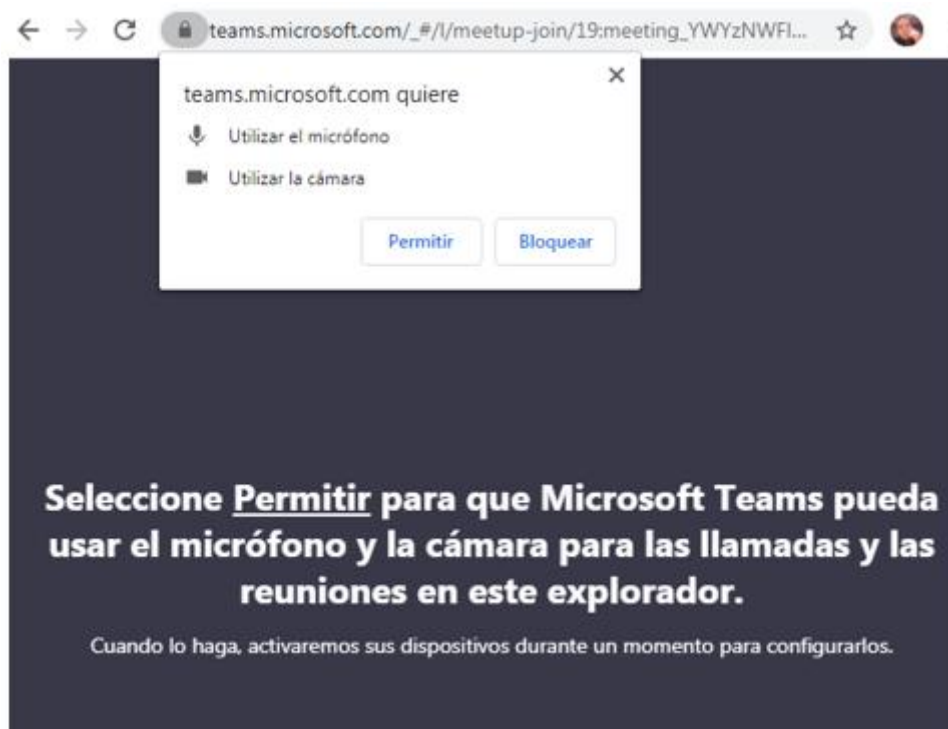 teams.microsoft.com/_#/l/meetup-join/19:meeting_YWYzNWFl...
teams.microsoft.com quiere
Utilizar el micrófono
Utilizar la cámara
Permitir Bloquear
Seleccione Permitir para que Microsoft Teams pueda
usar el micrófono y la cámara para las llamadas y las
reuniones en este explorador.
Cuando lo haga, activaremos sus dispositivos durante un momento para configurarlos.